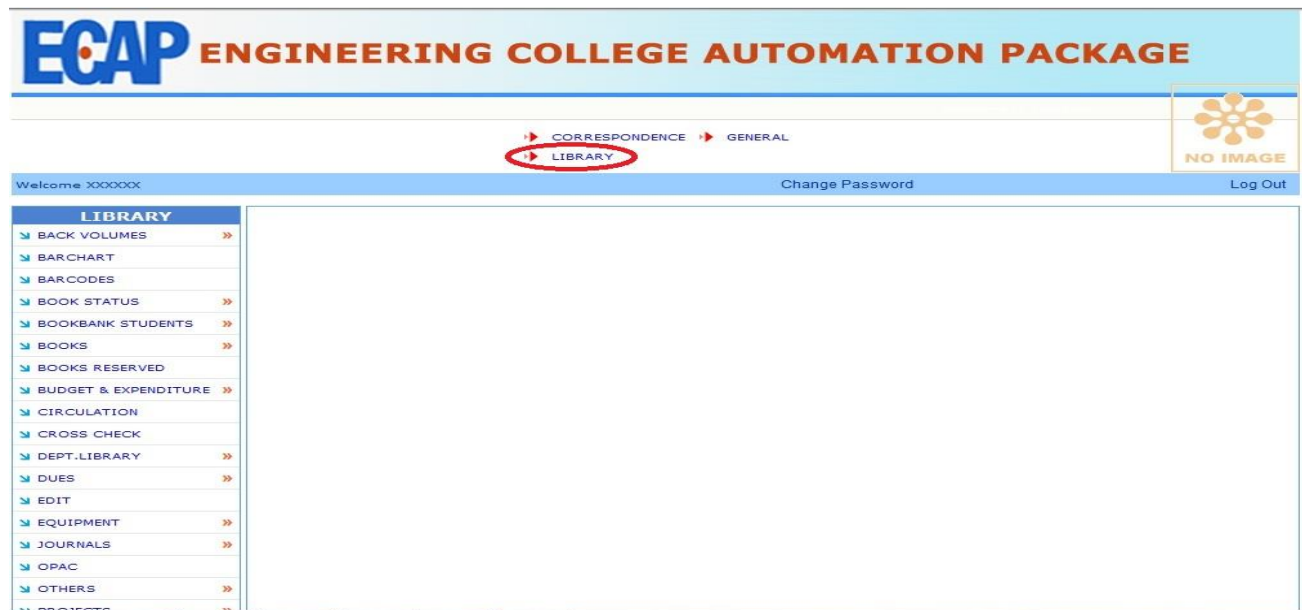 ECAP ENGINEERING COLLEGE AUTOMATION PACKAGE
CORRESPONDENCE GENERAL
LIBRARY
NO IMAGE
Welcome XXXXXX Change Password Log Out
LIBRARY
BACK VOLUMES
BARCHART
BARCODES
BOOK STATUS
BOOKBANK STUDENTS
BOOKS
BOOKS RESERVED
BUDGET & EXPENDITURE
CIRCULATION
CROSS CHECK
DEPT.LIBRARY
DUES
EDIT
EQUIPMENT
JOURNALS
OPAC
OTHERS
PROJECTS